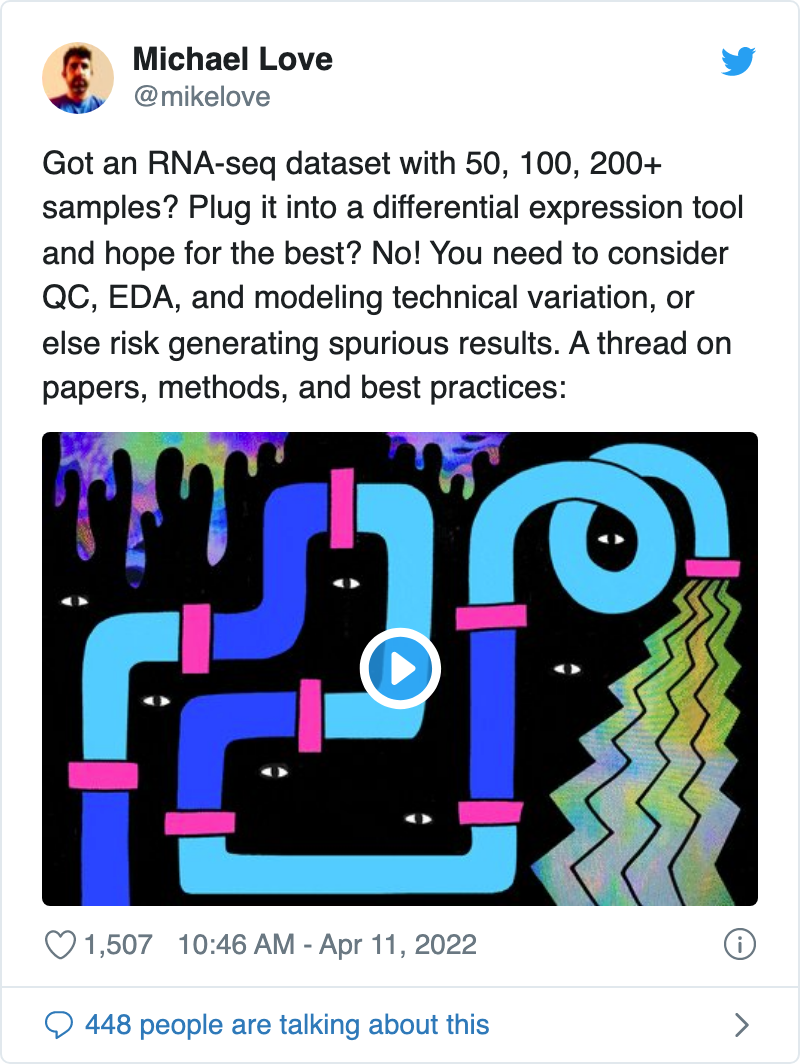 Michael Love
@mikelove
Got an RNA-seq dataset with 50, 100, 200+
samples? Plug it into a differential expression tool
and hope for the best? No! You need to consider
QC, EDA, and modeling technical variation, or
else risk generating spurious results. A thread on
papers, methods, and best practices:
1,507 10:46 AM - Apr 11, 2022
448 people are talking about this